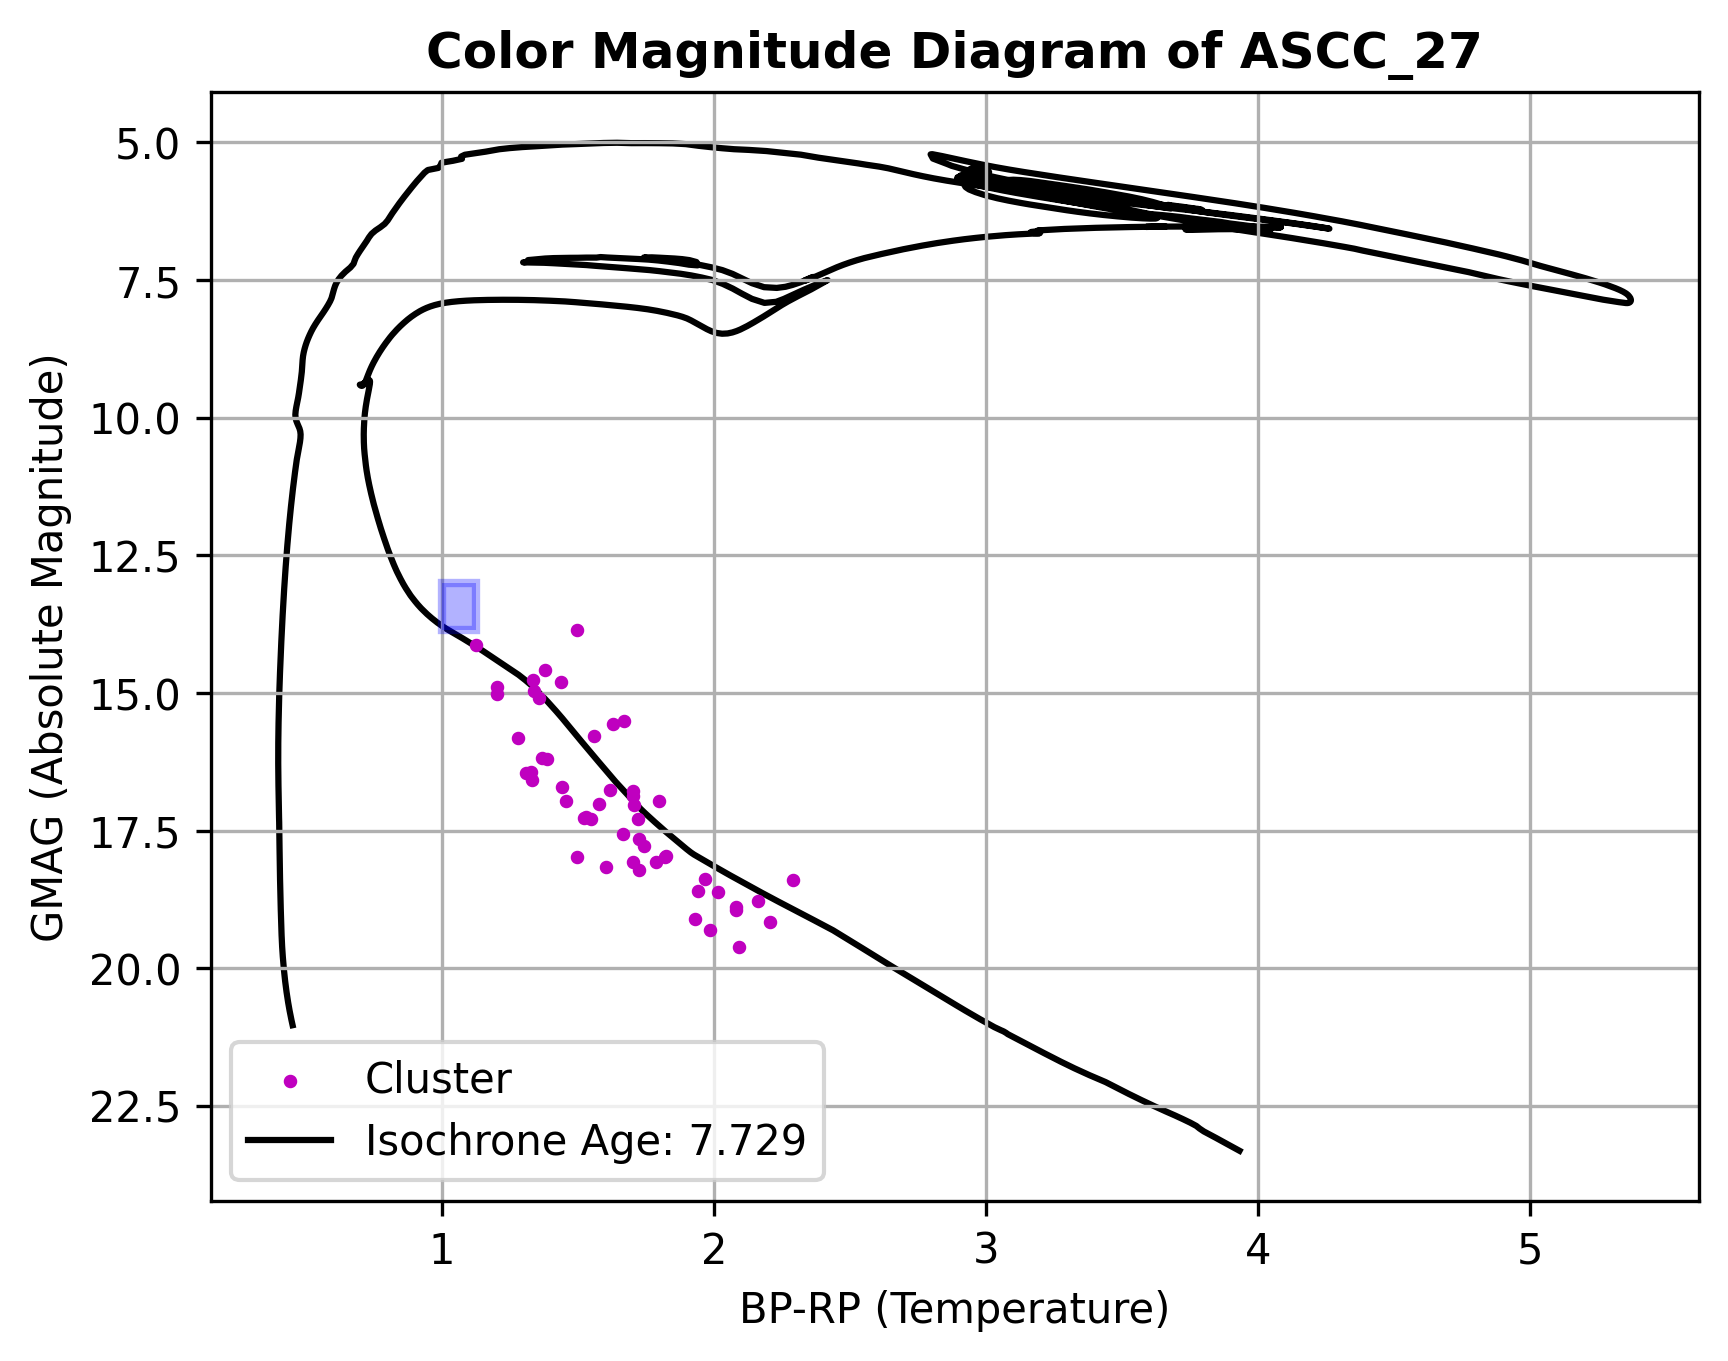 Color Magnitude Diagram of ASCC_27
GMAG (Absolute Magnitude)
5.0
7.5
10.0
12.5
15.0
17.5
20.0
22.5
Cluster
Isochrone Age: 7.729
1 2 3 4 5
BP-RP (Temperature)